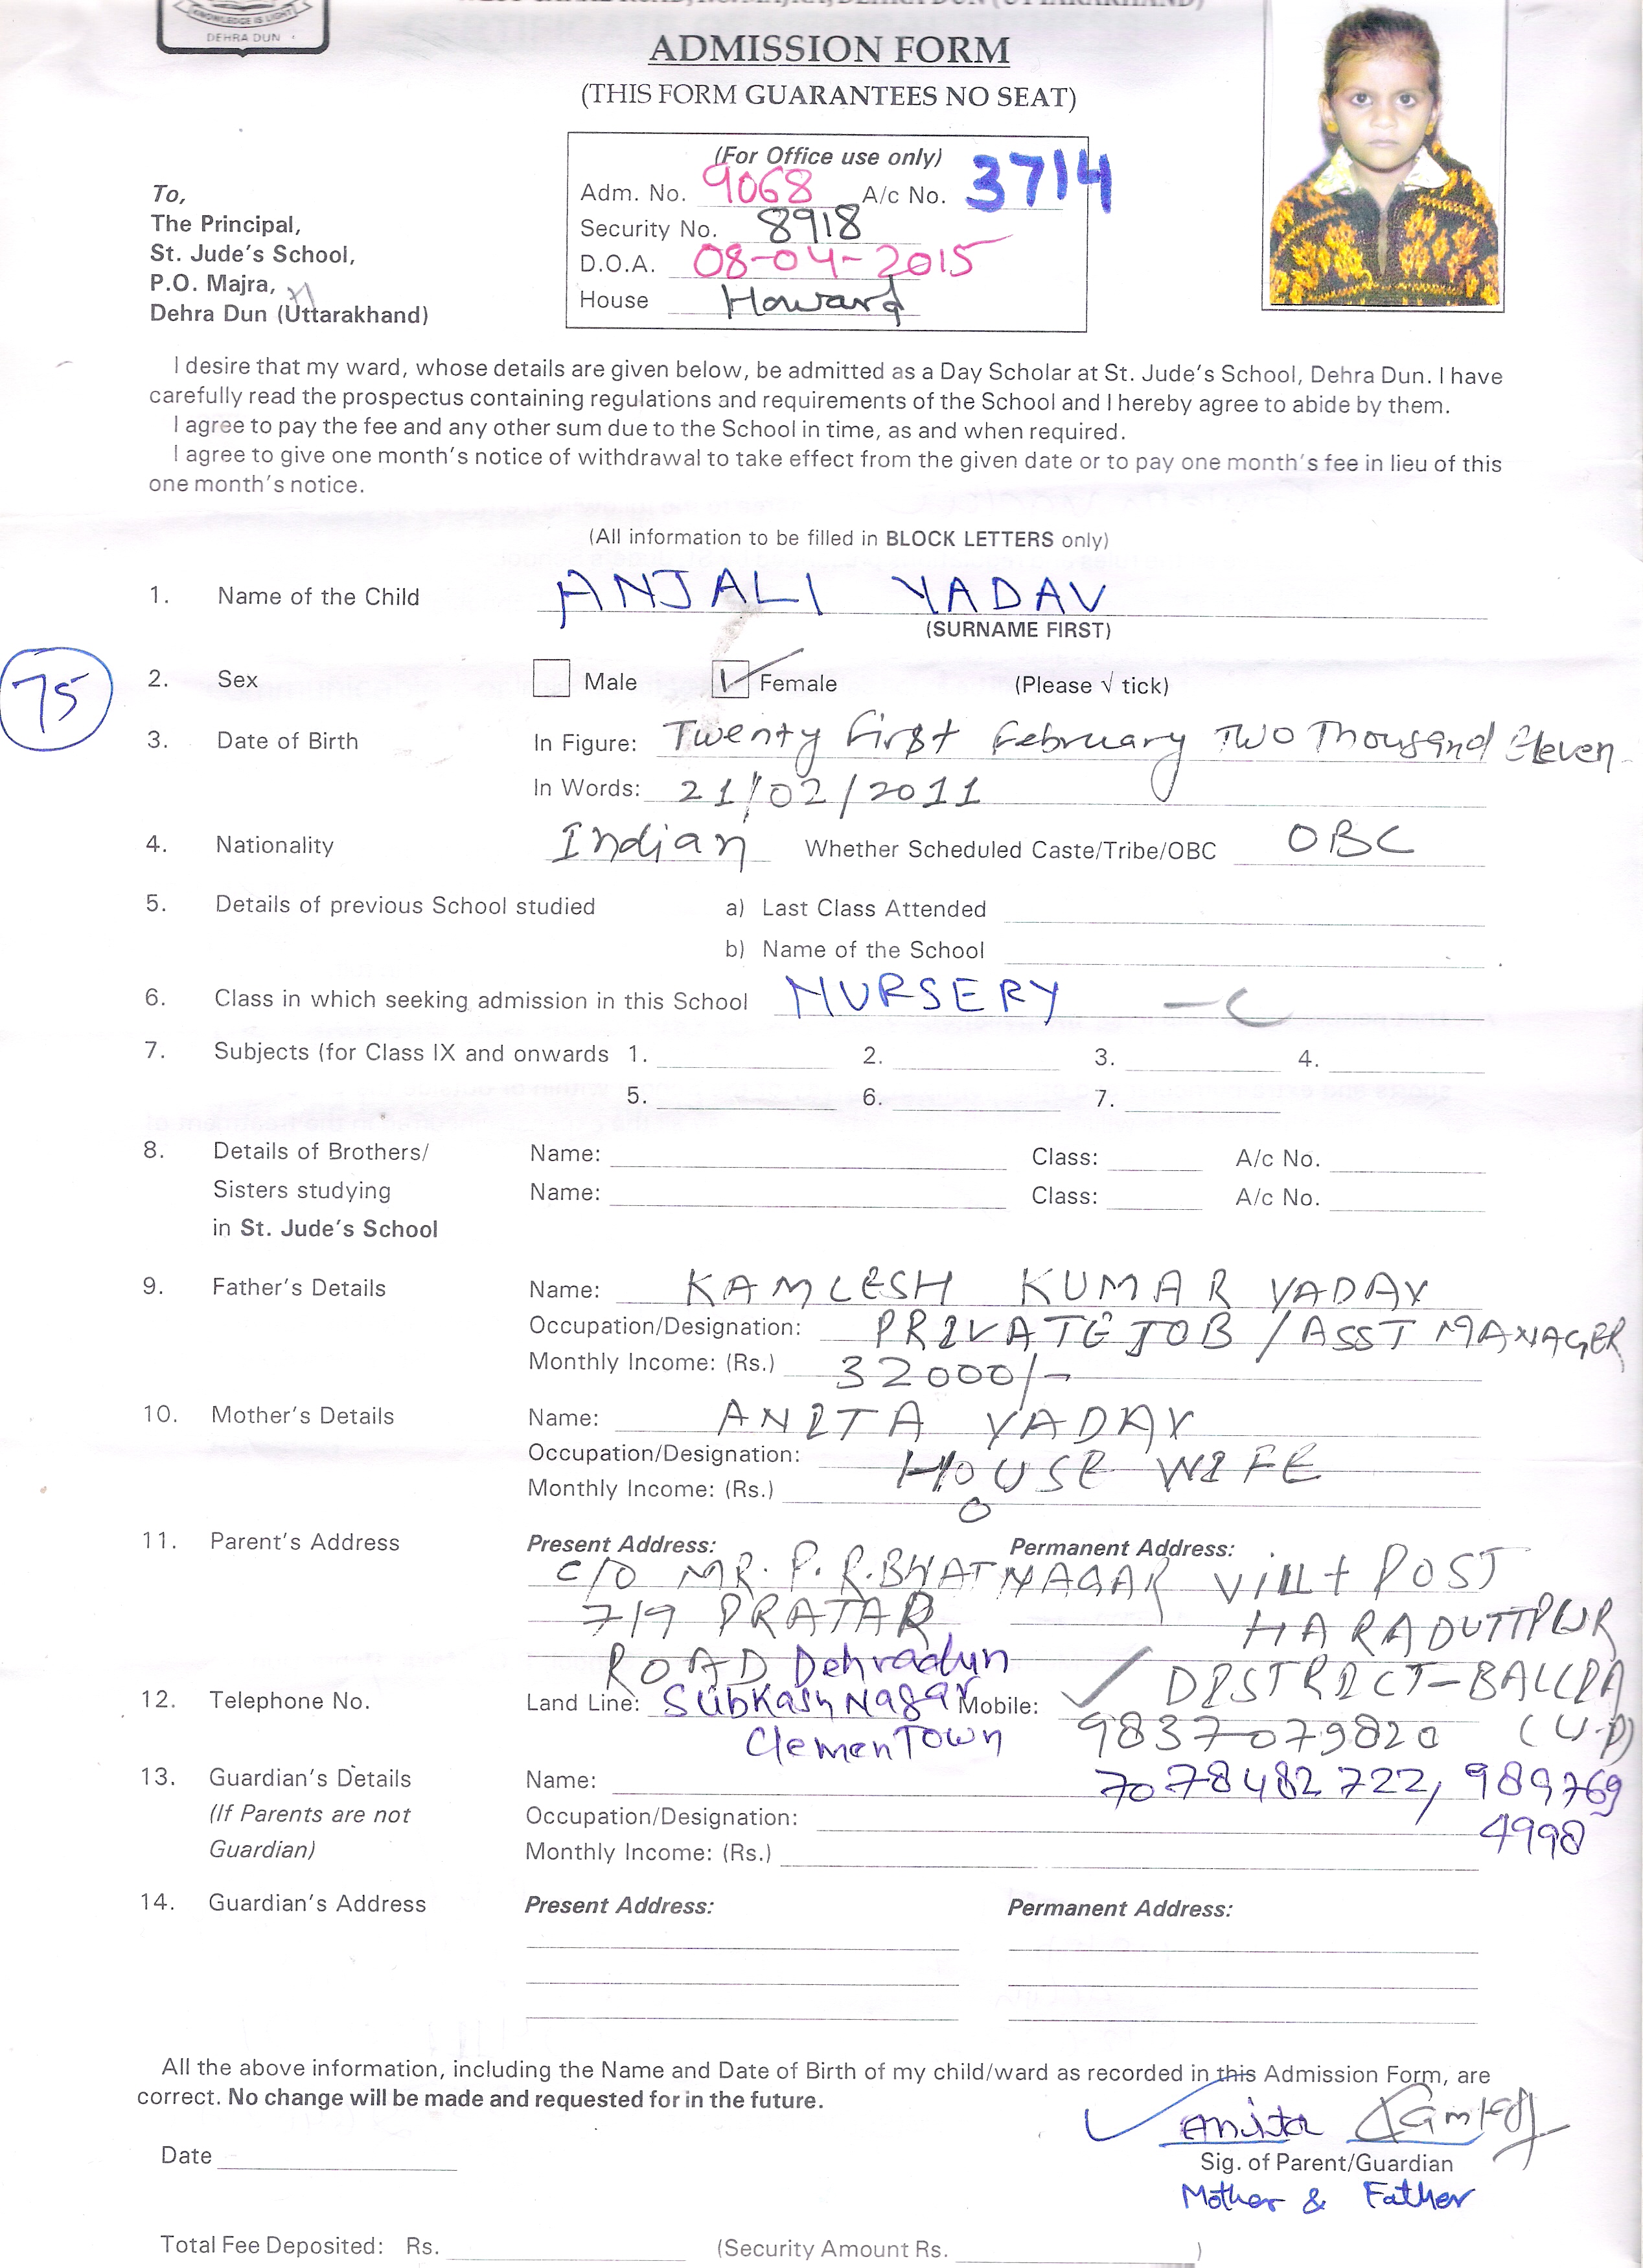 KNOWLEDGE IS LIGHT
DEHRA DUN
ADMISSION FORM
(THIS FORM GUARANTEES NO SEAT)
(For Office use only)
Adm. No. 9068 A/c No. 3714
Security No. 8918
D.O.A. 08-04-2015
House Howard
To,
The Principal,
St. Jude's School,
P.O. Majra,
Dehra Dun (Uttarakhand)
I desire that my ward, whose details are given below, be admitted as a Day Scholar at St. Jude's School, Dehra Dun. I have
carefully read the prospectus containing regulations and requirements of the School and I hereby agree to abide by them.
I agree to pay the fee and any other sum due to the School in time, as and when required.
I agree to give one month's notice of withdrawal to take effect from the given date or to pay one month's fee in lieu of this
one month's notice.
(All information to be filled in BLOCK LETTERS only)
1. Name of the Child ANJALI YADAV
(SURNAME FIRST)
75
2. Sex Male Female (Please √ tick)
3. Date of Birth In Figure: Twenty First February Two Thousand Eleven
In Words: 21/02/2011
4. Nationality Indian Whether Scheduled Caste/Tribe/OBC OBC
5. Details of previous School studied a) Last Class Attended
b) Name of the School
6. Class in which seeking admission in this School NURSERY - C
7. Subjects (for Class IX and onwards 1. 2. 3. 4.
5. 6. 7.
8. Details of Brothers/ Name: Class: A/c No.
Sisters studying Name: Class: A/c No.
in St. Jude's School
9. Father's Details Name: KAMLESH KUMAR YADAV
Occupation/Designation: PRIVATE JOB / ASST MANAGER
Monthly Income: (Rs.) 32000/-
10. Mother's Details Name: ANITA YADAV
Occupation/Designation: HOUSE WIFE
Monthly Income: (Rs.) 0
11. Parent's Address Present Address: Permanent Address:
C/O MR. P. R. BHATNAGAR VILL + POST
719 PRATAP HARADUTTPUR
ROAD Dehradun DISTRICT-BALLIA
12. Telephone No. Land Line: Subhash Nagar Mobile:
Clementown 9837079820 (U.P)
7078482722, 989769
4998
13. Guardian's Details Name:
(If Parents are not Occupation/Designation:
Guardian) Monthly Income: (Rs.)
14. Guardian's Address Present Address: Permanent Address:
All the above information, including the Name and Date of Birth of my child/ward as recorded in this Admission Form, are
correct. No change will be made and requested for in the future.
Anita
Date Sig. of Parent/Guardian
Mother & Father
Total Fee Deposited: Rs. (Security Amount Rs. )